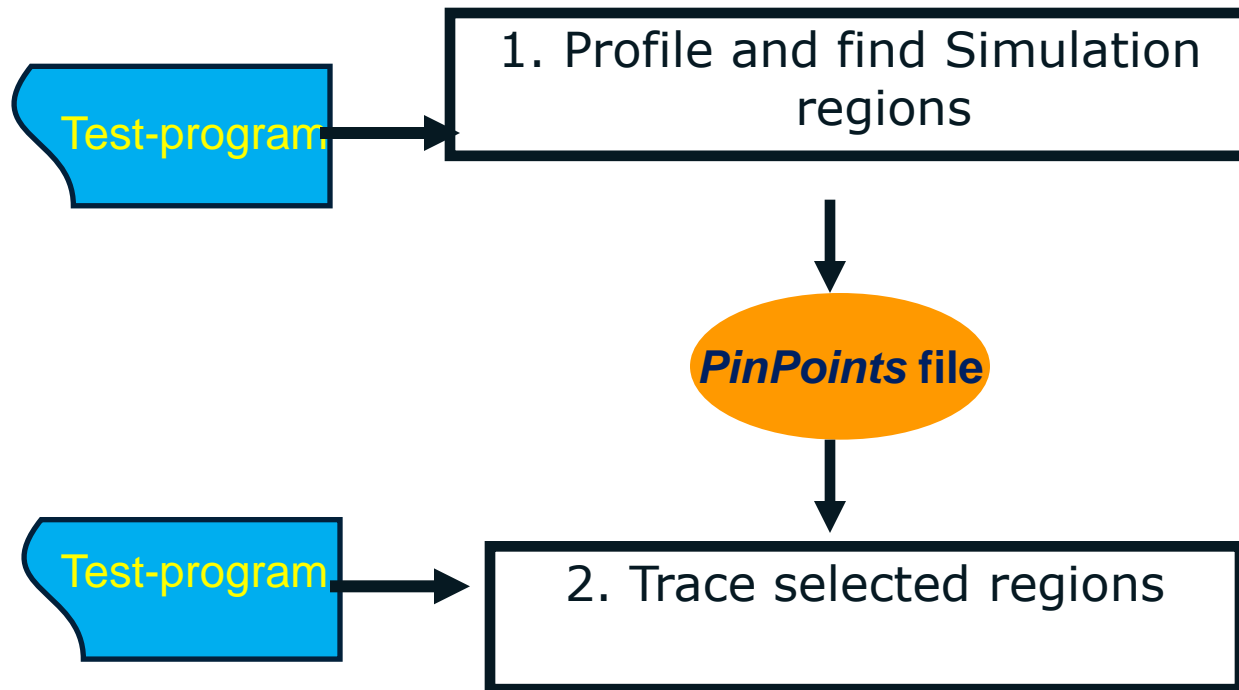 1. Profile and find Simulation
regions
Test-program
PinPoints file
Test-program
2. Trace selected regions